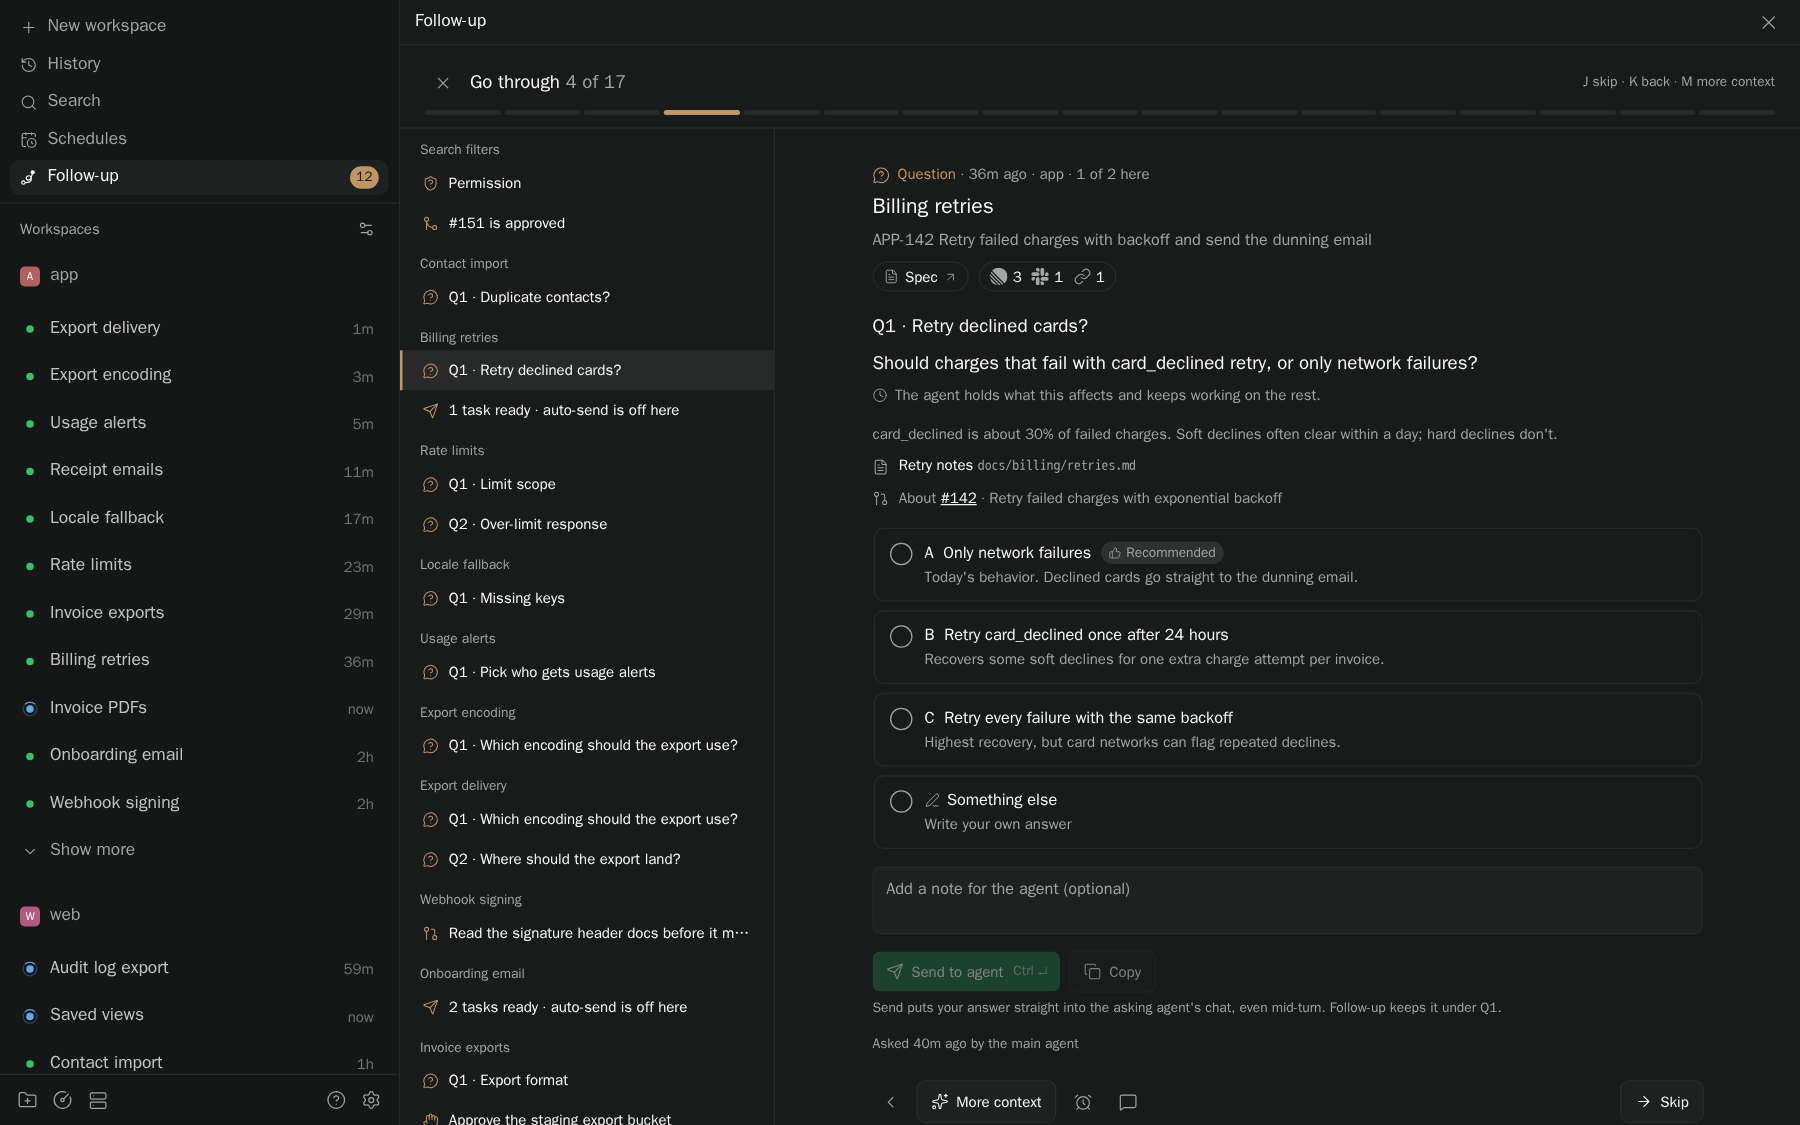 New workspace
History
Search
Schedules
Follow-up 12
Workspaces
A app
Export delivery 1m
Export encoding 3m
Usage alerts 5m
Receipt emails 11m
Locale fallback 17m
Rate limits 23m
Invoice exports 29m
Billing retries 36m
Invoice PDFs now
Onboarding email 2h
Webhook signing 2h
Show more
W web
Audit log export 59m
Saved views now
Contact import 1h
Follow-up
Go through 4 of 17
J skip · K back · M more context
Search filters
Permission
#151 is approved
Contact import
Q1 · Duplicate contacts?
Billing retries
Q1 · Retry declined cards?
1 task ready · auto-send is off here
Rate limits
Q1 · Limit scope
Q2 · Over-limit response
Locale fallback
Q1 · Missing keys
Usage alerts
Q1 · Pick who gets usage alerts
Export encoding
Q1 · Which encoding should the export use?
Export delivery
Q1 · Which encoding should the export use?
Q2 · Where should the export land?
Webhook signing
Read the signature header docs before it m···
Onboarding email
2 tasks ready · auto-send is off here
Invoice exports
Q1 · Export format
Approve the staging export bucket
Question · 36m ago · app · 1 of 2 here
Billing retries
APP-142 Retry failed charges with backoff and send the dunning email
Spec 3 1 1
Q1 · Retry declined cards?
Should charges that fail with card_declined retry, or only network failures?
The agent holds what this affects and keeps working on the rest.
card_declined is about 30% of failed charges. Soft declines often clear within a day; hard declines don't.
Retry notes docs/billing/retries.md
About #142 · Retry failed charges with exponential backoff
A Only network failures Recommended
Today's behavior. Declined cards go straight to the dunning email.
B Retry card_declined once after 24 hours
Recovers some soft declines for one extra charge attempt per invoice.
C Retry every failure with the same backoff
Highest recovery, but card networks can flag repeated declines.
Something else
Write your own answer
Add a note for the agent (optional)
Send to agent Ctrl ↵ Copy
Send puts your answer straight into the asking agent's chat, even mid-turn. Follow-up keeps it under Q1.
Asked 40m ago by the main agent
More context Skip